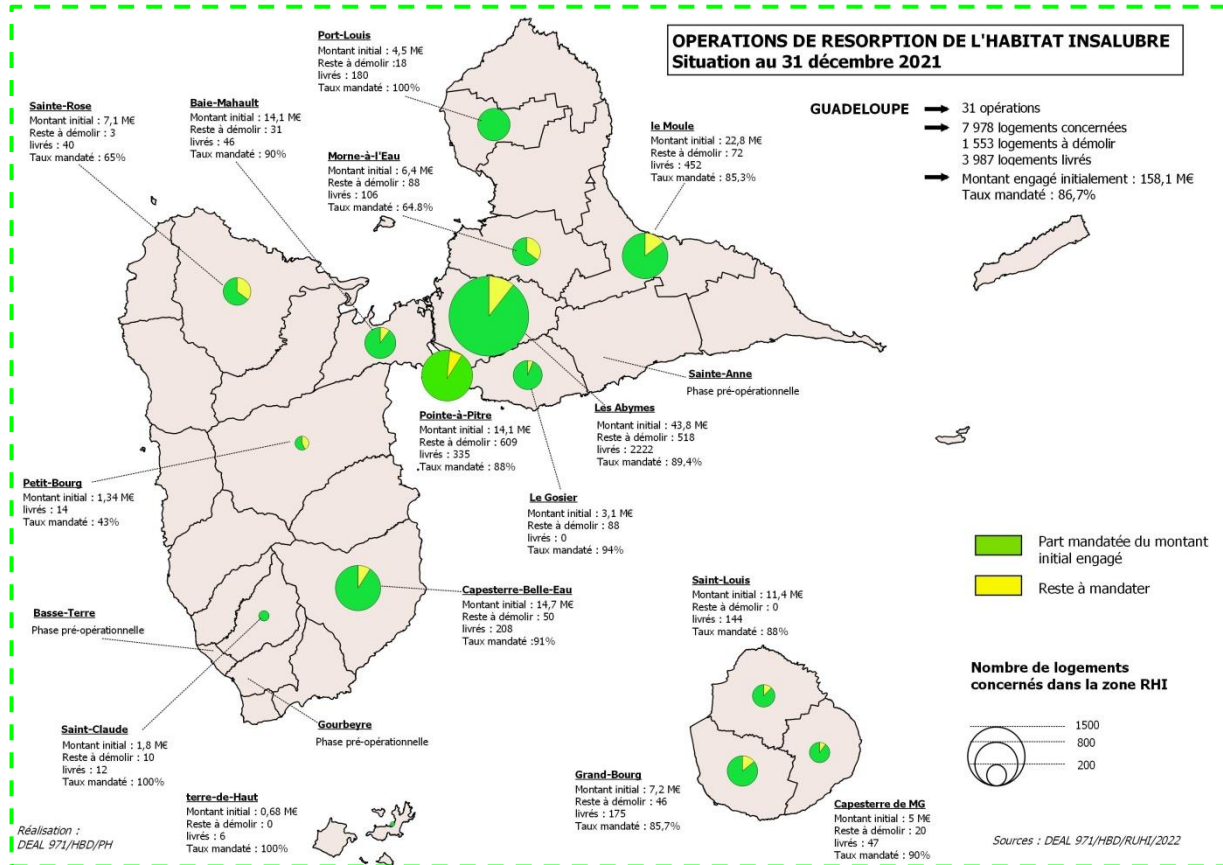 OPERATIONS DE RESORPTION DE L'HABITAT INSALUBRE
Situation au 31 décembre 2021
GUADELOUPE
31 opérations
7 978 logements concernées
1 553 logements à démolir
3 987 logements livrés
Montant engagé initialement : 158,1 M€
Taux mandaté : 86,7%
Port-Louis
Montant initial : 4,5 M€
Reste à démolir :18
livrés : 180
Taux mandaté : 100%
Sainte-Rose
Montant initial : 7,1 M€
Reste à démolir : 3
livrés : 40
Taux mandaté : 65%
Baie-Mahault
Montant initial : 14,1 M€
Reste à démolir : 31
livrés : 46
Taux mandaté : 90%
Morne-à-l'Eau
Montant initial : 6,4 M€
Reste à démolir : 88
livrés : 106
Taux mandaté : 64.8%
le Moule
Montant initial : 22,8 M€
Reste à démolir : 72
livrés : 452
Taux mandaté : 85,3%
Sainte-Anne
Phase pré-opérationnelle
Pointe-à-Pitre
Montant initial : 14,1 M€
Reste à démolir : 609
livrés : 335
Taux mandaté : 88%
Les Abymes
Montant initial : 43,8 M€
Reste à démolir : 518
livrés : 2222
Taux mandaté : 89,4%
Petit-Bourg
Montant initial : 1,34 M€
livrés : 14
Taux mandaté : 43%
Le Gosier
Montant initial : 3,1 M€
Reste à démolir : 88
livrés : 0
Taux mandaté : 94%
Part mandatée du montant
initial engagé
Reste à mandater
Capesterre-Belle-Eau
Montant initial : 14,7 M€
Reste à démolir : 50
livrés : 208
Taux mandaté :91%
Saint-Louis
Montant initial : 11,4 M€
Reste à démolir : 0
livrés : 144
Taux mandaté : 88%
Basse-Terre
Phase pré-opérationnelle
Nombre de logements
concernés dans la zone RHI
1500
800
200
Saint-Claude
Montant initial : 1,8 M€
Reste à démolir : 10
livrés : 12
Taux mandaté : 100%
Gourbeyre
Phase pré-opérationnelle
Grand-Bourg
Montant initial : 7,2 M€
Reste à démolir : 46
livrés : 175
Taux mandaté : 85,7%
terre-de-Haut
Montant initial : 0,68 M€
Reste à démolir : 0
livrés : 6
Taux mandaté : 100%
Capesterre de MG
Montant initial : 5 M€
Reste à démolir : 20
livrés : 47
Taux mandaté : 90%
Réalisation :
DEAL 971/HBD/PH
Sources : DEAL 971/HBD/RUHI/2022